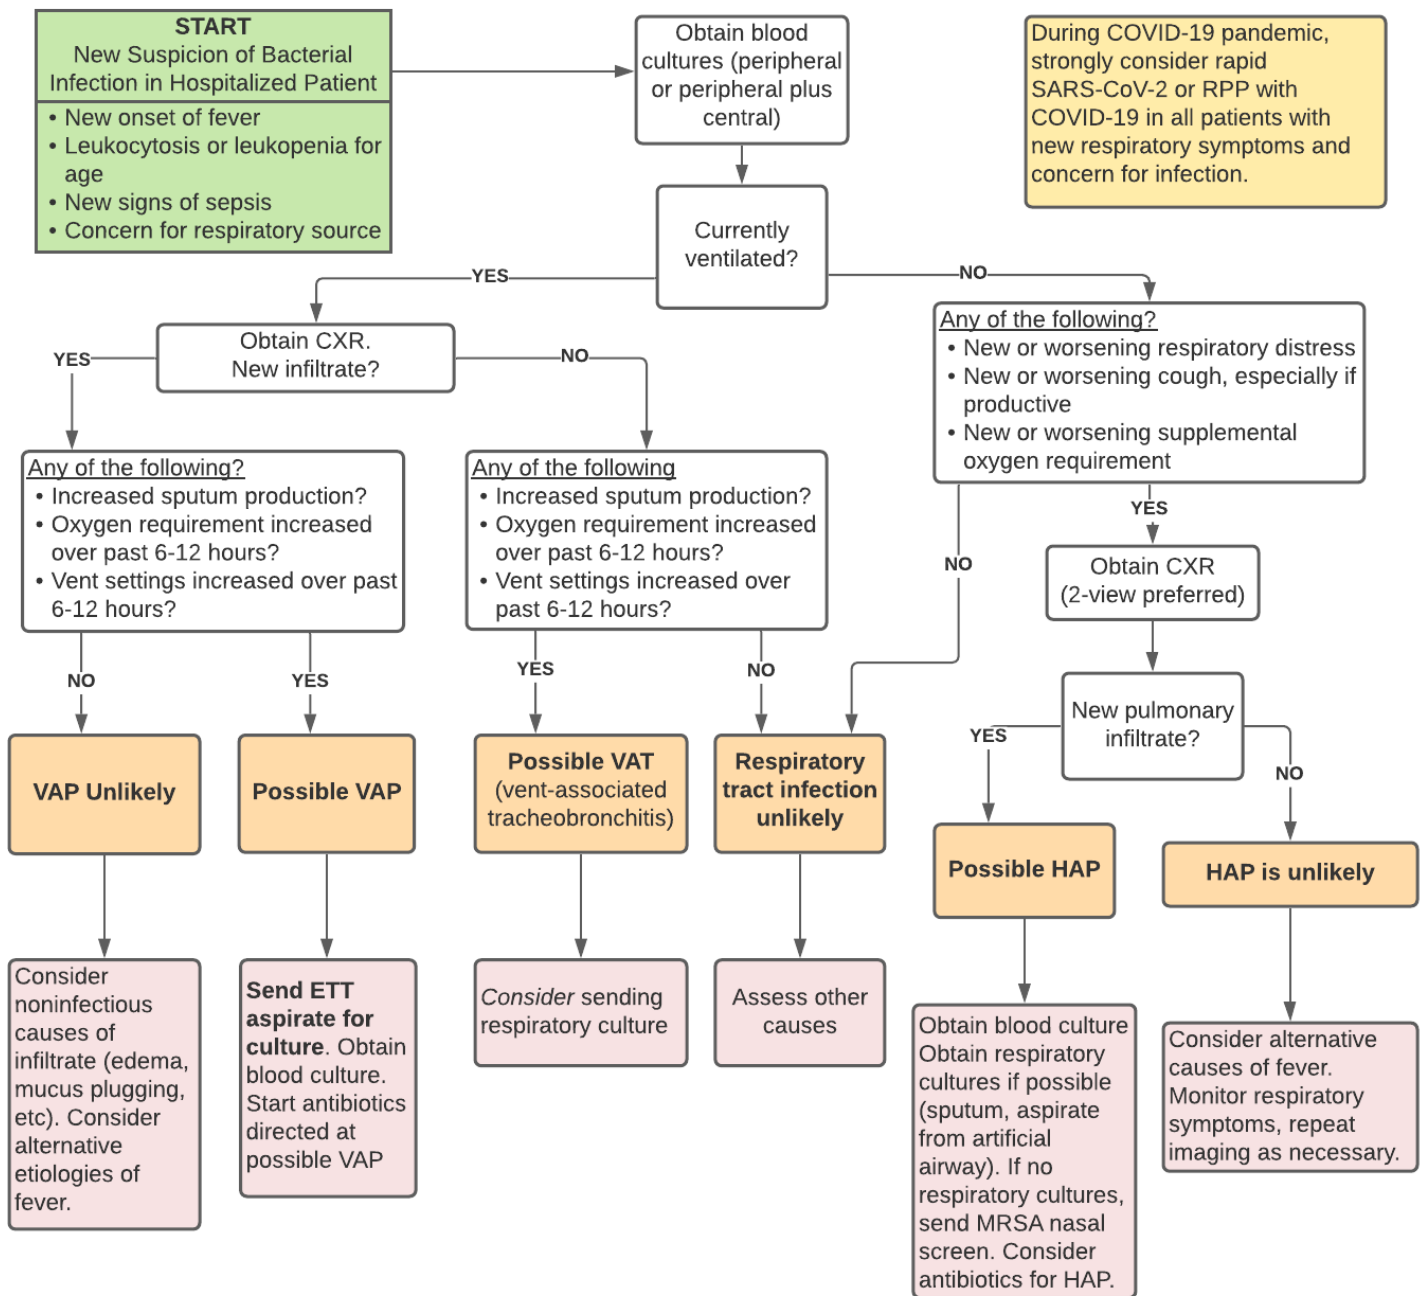 START
New Suspicion of Bacterial
Infection in Hospitalized Patient
• New onset of fever
• Leukocytosis or leukopenia for
age
• New signs of sepsis
• Concern for respiratory source
Obtain blood
cultures (peripheral
or peripheral plus
central)
During COVID-19 pandemic,
strongly consider rapid
SARS-CoV-2 or RPP with
COVID-19 in all patients with
new respiratory symptoms and
concern for infection.
Currently
ventilated?
YES
NO
Obtain CXR.
New infiltrate?
YES
NO
Any of the following?
• New or worsening respiratory distress
• New or worsening cough, especially if
productive
• New or worsening supplemental
oxygen requirement
Any of the following?
• Increased sputum production?
• Oxygen requirement increased
over past 6-12 hours?
• Vent settings increased over past
6-12 hours?
Any of the following
• Increased sputum production?
• Oxygen requirement increased
over past 6-12 hours?
• Vent settings increased over
past 6-12 hours?
NO
YES
Obtain CXR
(2-view preferred)
NO
YES
YES
NO
New pulmonary
infiltrate?
YES
NO
VAP Unlikely
Possible VAP
Possible VAT
(vent-associated
tracheobronchitis)
Respiratory
tract infection
unlikely
Possible HAP
HAP is unlikely
Consider
noninfectious
causes of
infiltrate (edema,
mucus plugging,
etc). Consider
alternative
etiologies of
fever.
Send ETT
aspirate for
culture. Obtain
blood culture.
Start antibiotics
directed at
possible VAP
Consider sending
respiratory culture
Assess other
causes
Obtain blood culture
Obtain respiratory
cultures if possible
(sputum, aspirate
from artificial
airway). If no
respiratory cultures,
send MRSA nasal
screen. Consider
antibiotics for HAP.
Consider alternative
causes of fever.
Monitor respiratory
symptoms, repeat
imaging as necessary.